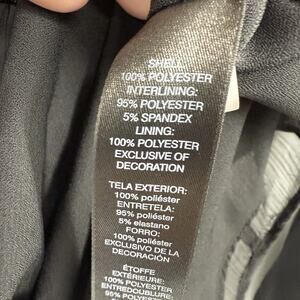 SHELL
100% POLYESTER
INTERLINING:
95% POLYESTER
5% SPANDEX
LINING:
100% POLYESTER
EXCLUSIVE OF
DECORATION
TELA EXTERIOR:
100% poliéster
ENTRETELA:
95% poliéster
5% elastano
FORRO:
100% poliéster
EXCLUSIVO DE LA
DECORACIÓN
ÉTOFFE
EXTÉRIEURE:
100% POLYESTER
ENTREDOUBLURE:
95% POLYESTER